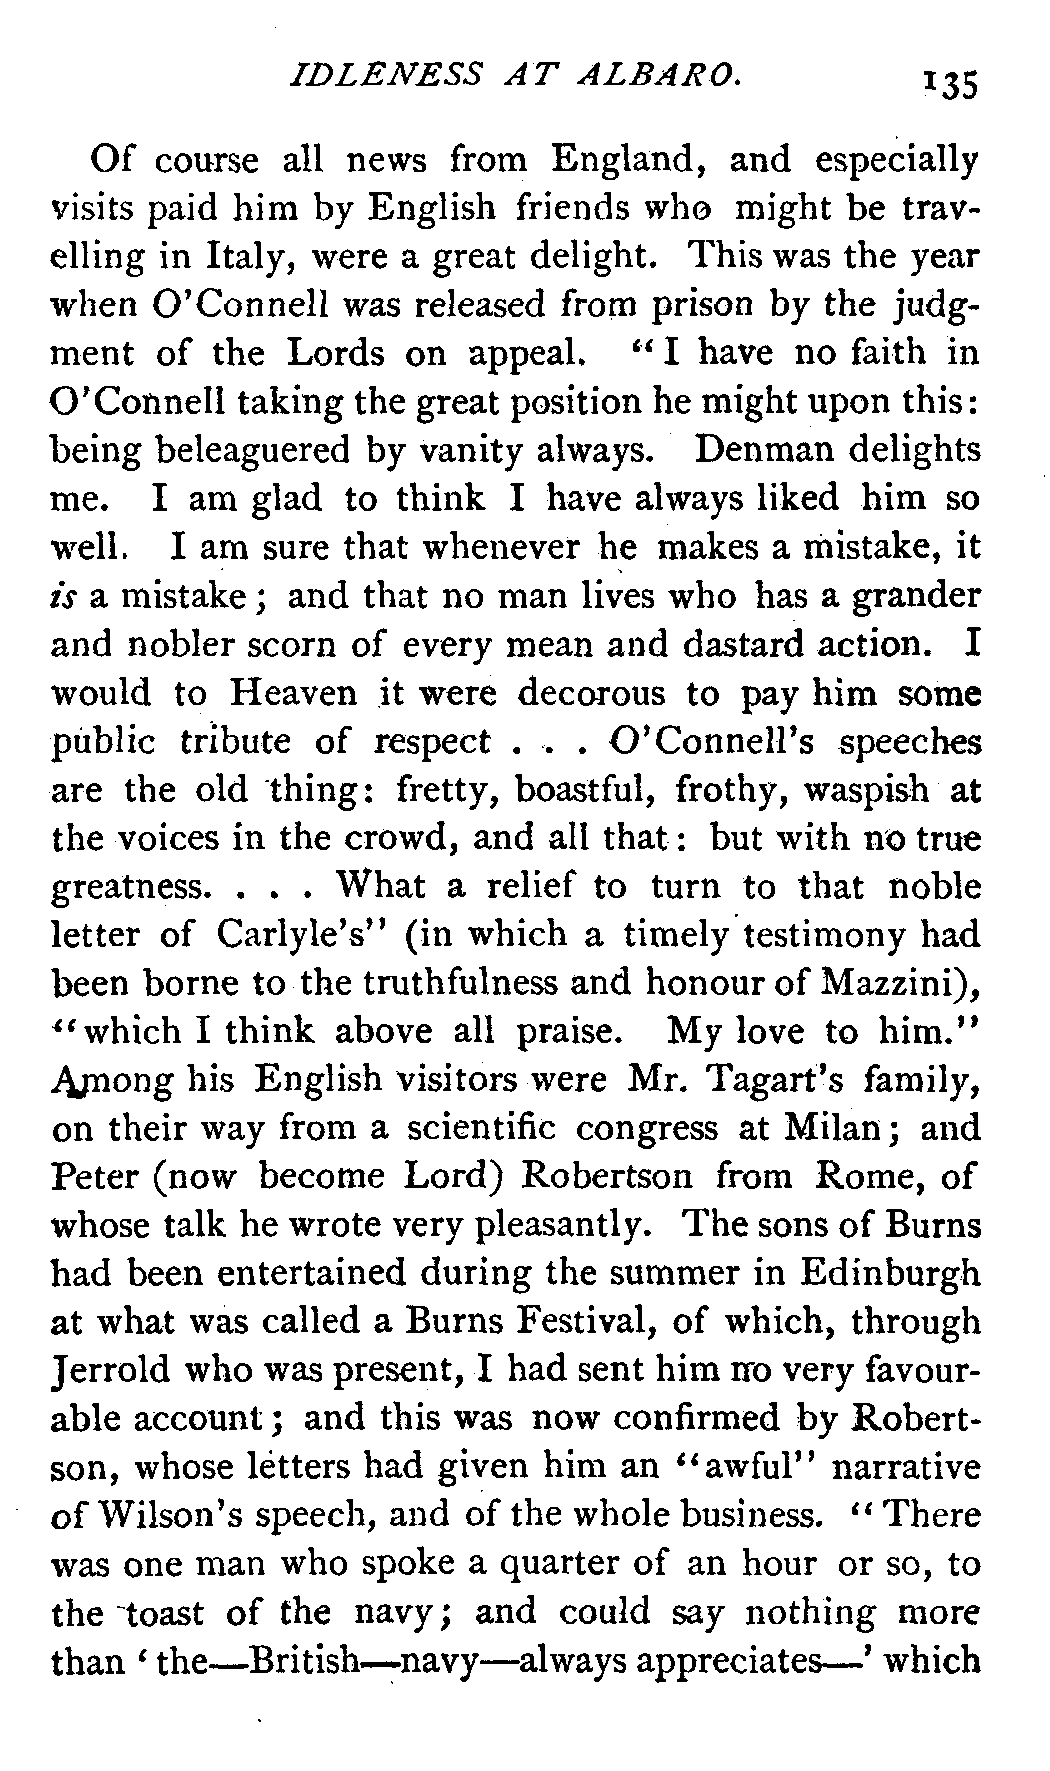 IDLENESS AT ALBARO. 135
Of course all news from England, and especially
visits paid him by English friends who might be trav-
elling in Italy, were a great delight. This was the year
when O'Connell was released from prison by the judg-
ment of the Lords on appeal. “I have no faith in
O'Connell taking the great position he might upon this:
being beleaguered by vanity always. Denman delights
me. I am glad to think I have always liked him so
well. I am sure that whenever he makes a mistake, it
is a mistake; and that no man lives who has a grander
and nobler scorn of every mean and dastard action. I
would to Heaven it were decorous to pay him some
public tribute of respect . . . O'Connell's speeches
are the old thing: fretty, boastful, frothy, waspish at
the voices in the crowd, and all that: but with no true
greatness. . . . What a relief to turn to that noble
letter of Carlyle's” (in which a timely testimony had
been borne to the truthfulness and honour of Mazzini),
“which I think above all praise. My love to him.”
Among his English visitors were Mr. Tagart's family,
on their way from a scientific congress at Milan; and
Peter (now become Lord) Robertson from Rome, of
whose talk he wrote very pleasantly. The sons of Burns
had been entertained during the summer in Edinburgh
at what was called a Burns Festival, of which, through
Jerrold who was present, I had sent him no very favour-
able account; and this was now confirmed by Robert-
son, whose letters had given him an “awful” narrative
of Wilson's speech, and of the whole business. “There
was one man who spoke a quarter of an hour or so, to
the toast of the navy; and could say nothing more
than ‘the—British—navy—always appreciates—’ which